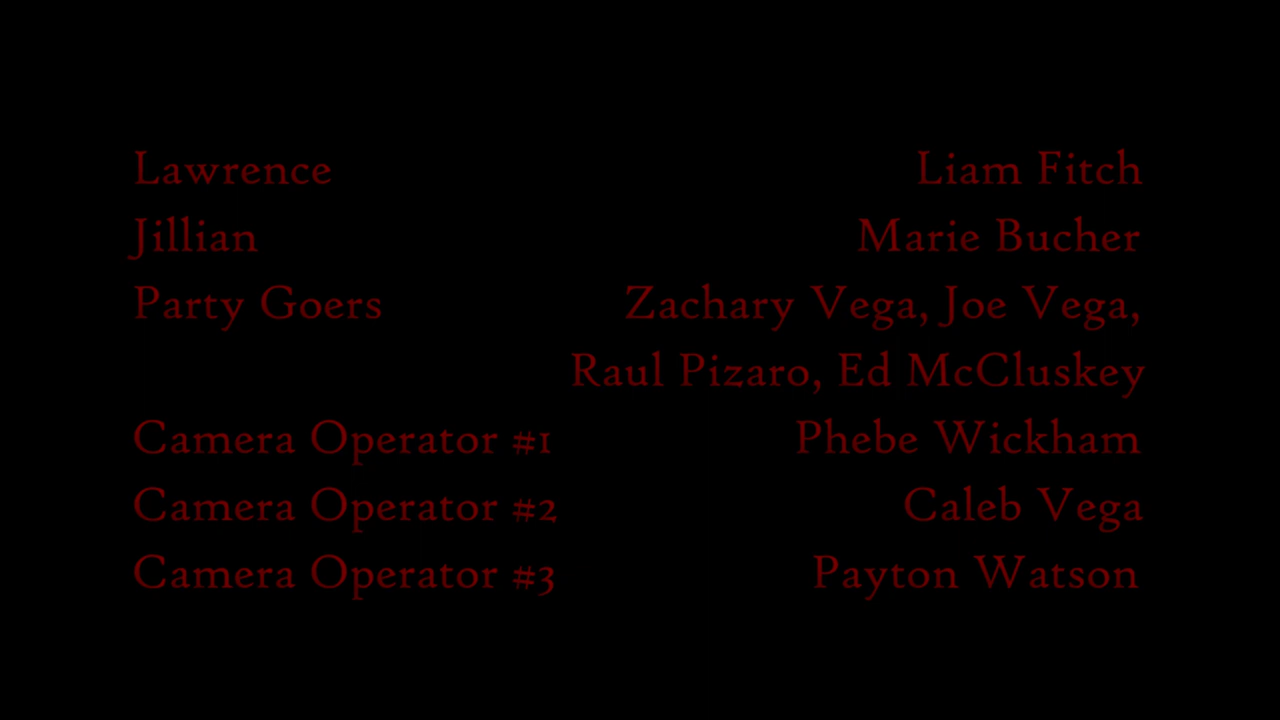 Lawrence Liam Fitch
Jillian Marie Bucher
Party Goers Zachary Vega, Joe Vega,
Raul Pizaro, Ed McCluskey
Camera Operator #1 Phebe Wickham
Camera Operator #2 Caleb Vega
Camera Operator #3 Payton Watson